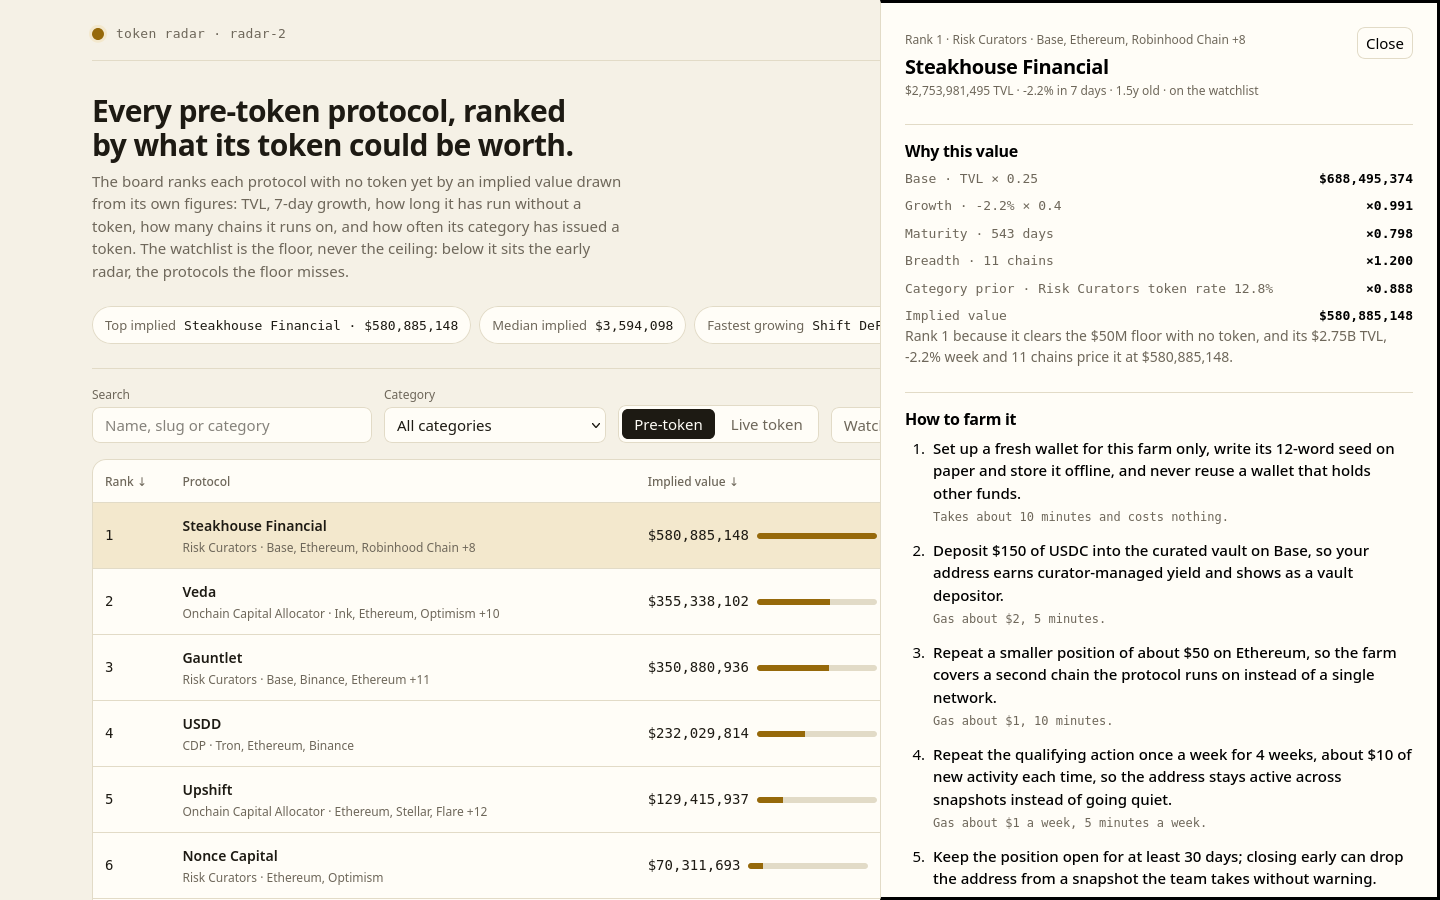 token radar · radar-2
Every pre-token protocol, ranked
by what its token could be worth.
The board ranks each protocol with no token yet by an implied value drawn
from its own figures: TVL, 7-day growth, how long it has run without a
token, how many chains it runs on, and how often its category has issued a
token. The watchlist is the floor, never the ceiling: below it sits the early
radar, the protocols the floor misses.
Top implied Steakhouse Financial · $580,885,148
Median implied $3,594,098
Fastest growing Shift DeF
Search
Category
Name, slug or category
All categories
Pre-token
Live token
Watc
Rank ↓ Protocol Implied value ↓
1 Steakhouse Financial $580,885,148
Risk Curators · Base, Ethereum, Robinhood Chain +8
2 Veda $355,338,102
Onchain Capital Allocator · Ink, Ethereum, Optimism +10
3 Gauntlet $350,880,936
Risk Curators · Base, Binance, Ethereum +11
4 USDD $232,029,814
CDP · Tron, Ethereum, Binance
5 Upshift $129,415,937
Onchain Capital Allocator · Ethereum, Stellar, Flare +12
6 Nonce Capital $70,311,693
Risk Curators · Ethereum, Optimism
Rank 1 · Risk Curators · Base, Ethereum, Robinhood Chain +8
Close
Steakhouse Financial
$2,753,981,495 TVL · -2.2% in 7 days · 1.5y old · on the watchlist
Why this value
Base · TVL × 0.25 $688,495,374
Growth · -2.2% × 0.4 ×0.991
Maturity · 543 days ×0.798
Breadth · 11 chains ×1.200
Category prior · Risk Curators token rate 12.8% ×0.888
Implied value $580,885,148
Rank 1 because it clears the $50M floor with no token, and its $2.75B TVL,
-2.2% week and 11 chains price it at $580,885,148.
How to farm it
1. Set up a fresh wallet for this farm only, write its 12-word seed on
paper and store it offline, and never reuse a wallet that holds
other funds.
Takes about 10 minutes and costs nothing.
2. Deposit $150 of USDC into the curated vault on Base, so your
address earns curator-managed yield and shows as a vault
depositor.
Gas about $2, 5 minutes.
3. Repeat a smaller position of about $50 on Ethereum, so the farm
covers a second chain the protocol runs on instead of a single
network.
Gas about $1, 10 minutes.
4. Repeat the qualifying action once a week for 4 weeks, about $10 of
new activity each time, so the address stays active across
snapshots instead of going quiet.
Gas about $1 a week, 5 minutes a week.
5. Keep the position open for at least 30 days; closing early can drop
the address from a snapshot the team takes without warning.